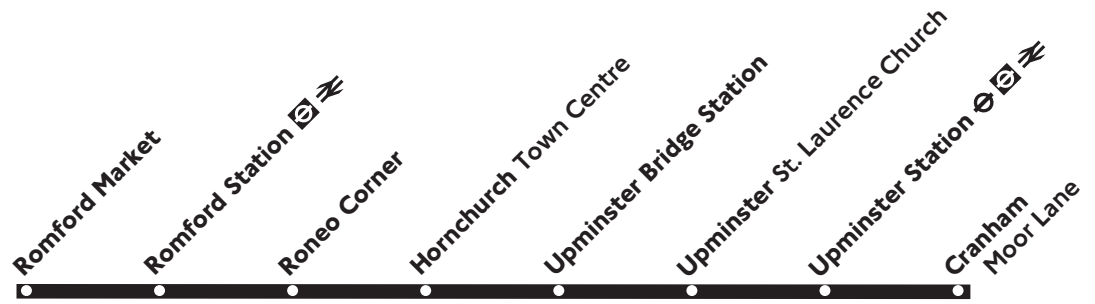 Romford Market
Romford Station
Roneo Corner
Hornchurch Town Centre
Upminster Bridge Station
Upminster St. Laurence Church
Upminster Station
Cranham
Moor Lane